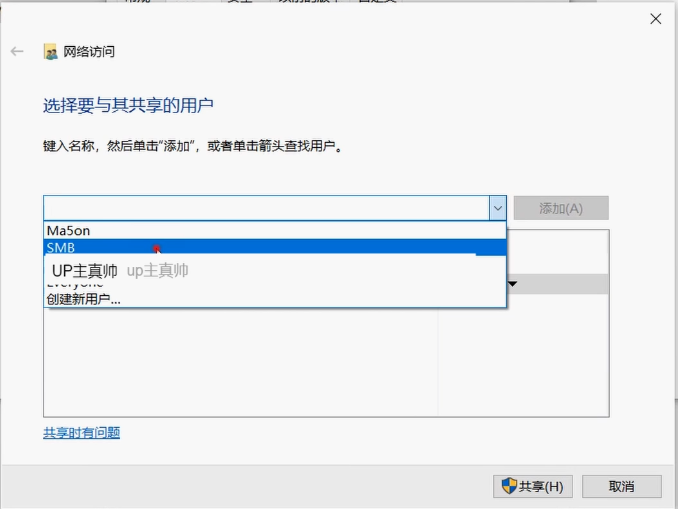 网络访问
选择要与其共享的用户
键入名称，然后单击"添加"，或者单击箭头查找用户。
添加(A)
Ma5on
SMB
UP主真帅 up主真帅
Everyone
创建新用户...
共享时有问题
共享(H)
取消